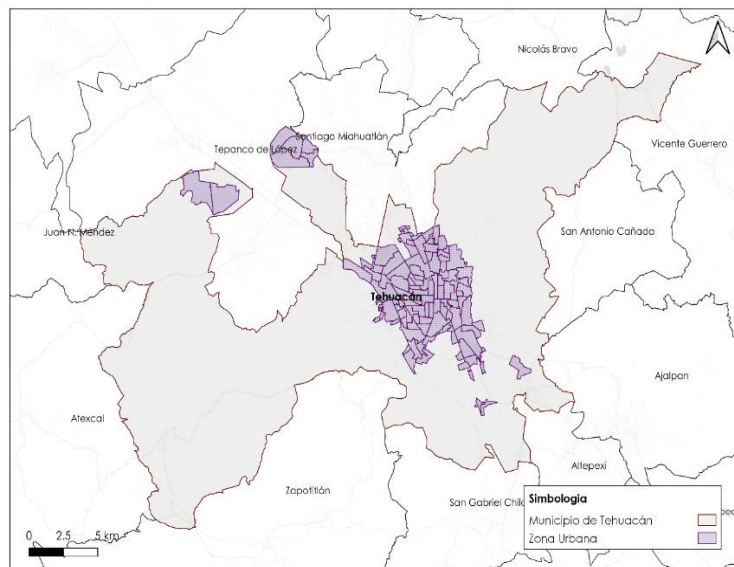 Nicolás Bravo
Santiago Miahuatlán
Tepanco de López
Vicente Guerrero
Juan N. Méndez
San Antonio Cañada
Tehuacán
Ajalpan
Atexcal
Altepexi
Zapotitlán
San Gabriel Chilc
Simbologia
Municipio de Tehuacán
Zona Urbana
0 2.5 5 km